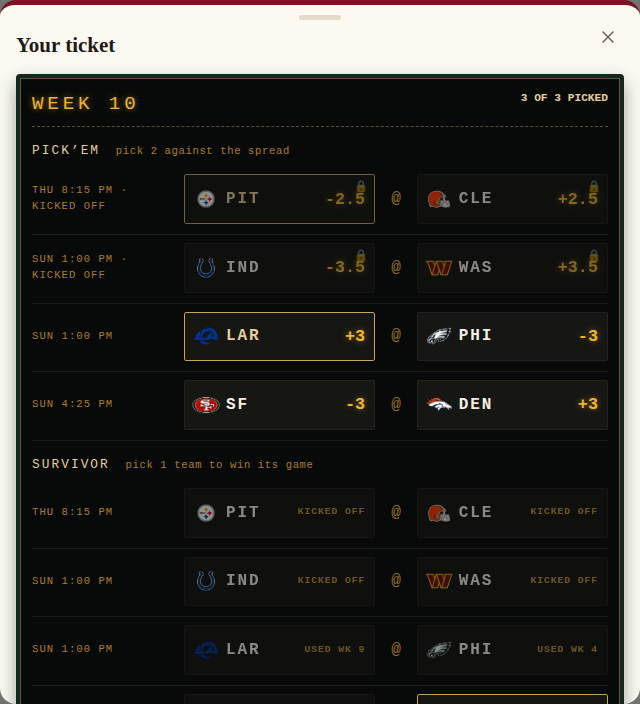 Your ticket
WEEK 10
3 OF 3 PICKED
PICK'EM pick 2 against the spread
THU 8:15 PM ·
KICKED OFF
PIT -2.5 @ CLE +2.5
SUN 1:00 PM ·
KICKED OFF
IND -3.5 @ WAS +3.5
SUN 1:00 PM LAR +3 @ PHI -3
SUN 4:25 PM SF -3 @ DEN +3
SURVIVOR pick 1 team to win its game
THU 8:15 PM PIT KICKED OFF @ CLE KICKED OFF
SUN 1:00 PM IND KICKED OFF @ WAS KICKED OFF
SUN 1:00 PM LAR USED WK 9 @ PHI USED WK 4